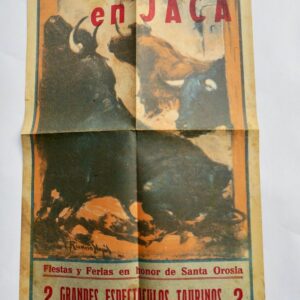 en JACA
Fiestas y Ferias en honor de Santa Orosia
2 GRANDES ESPECTACULOS TAURINOS 2